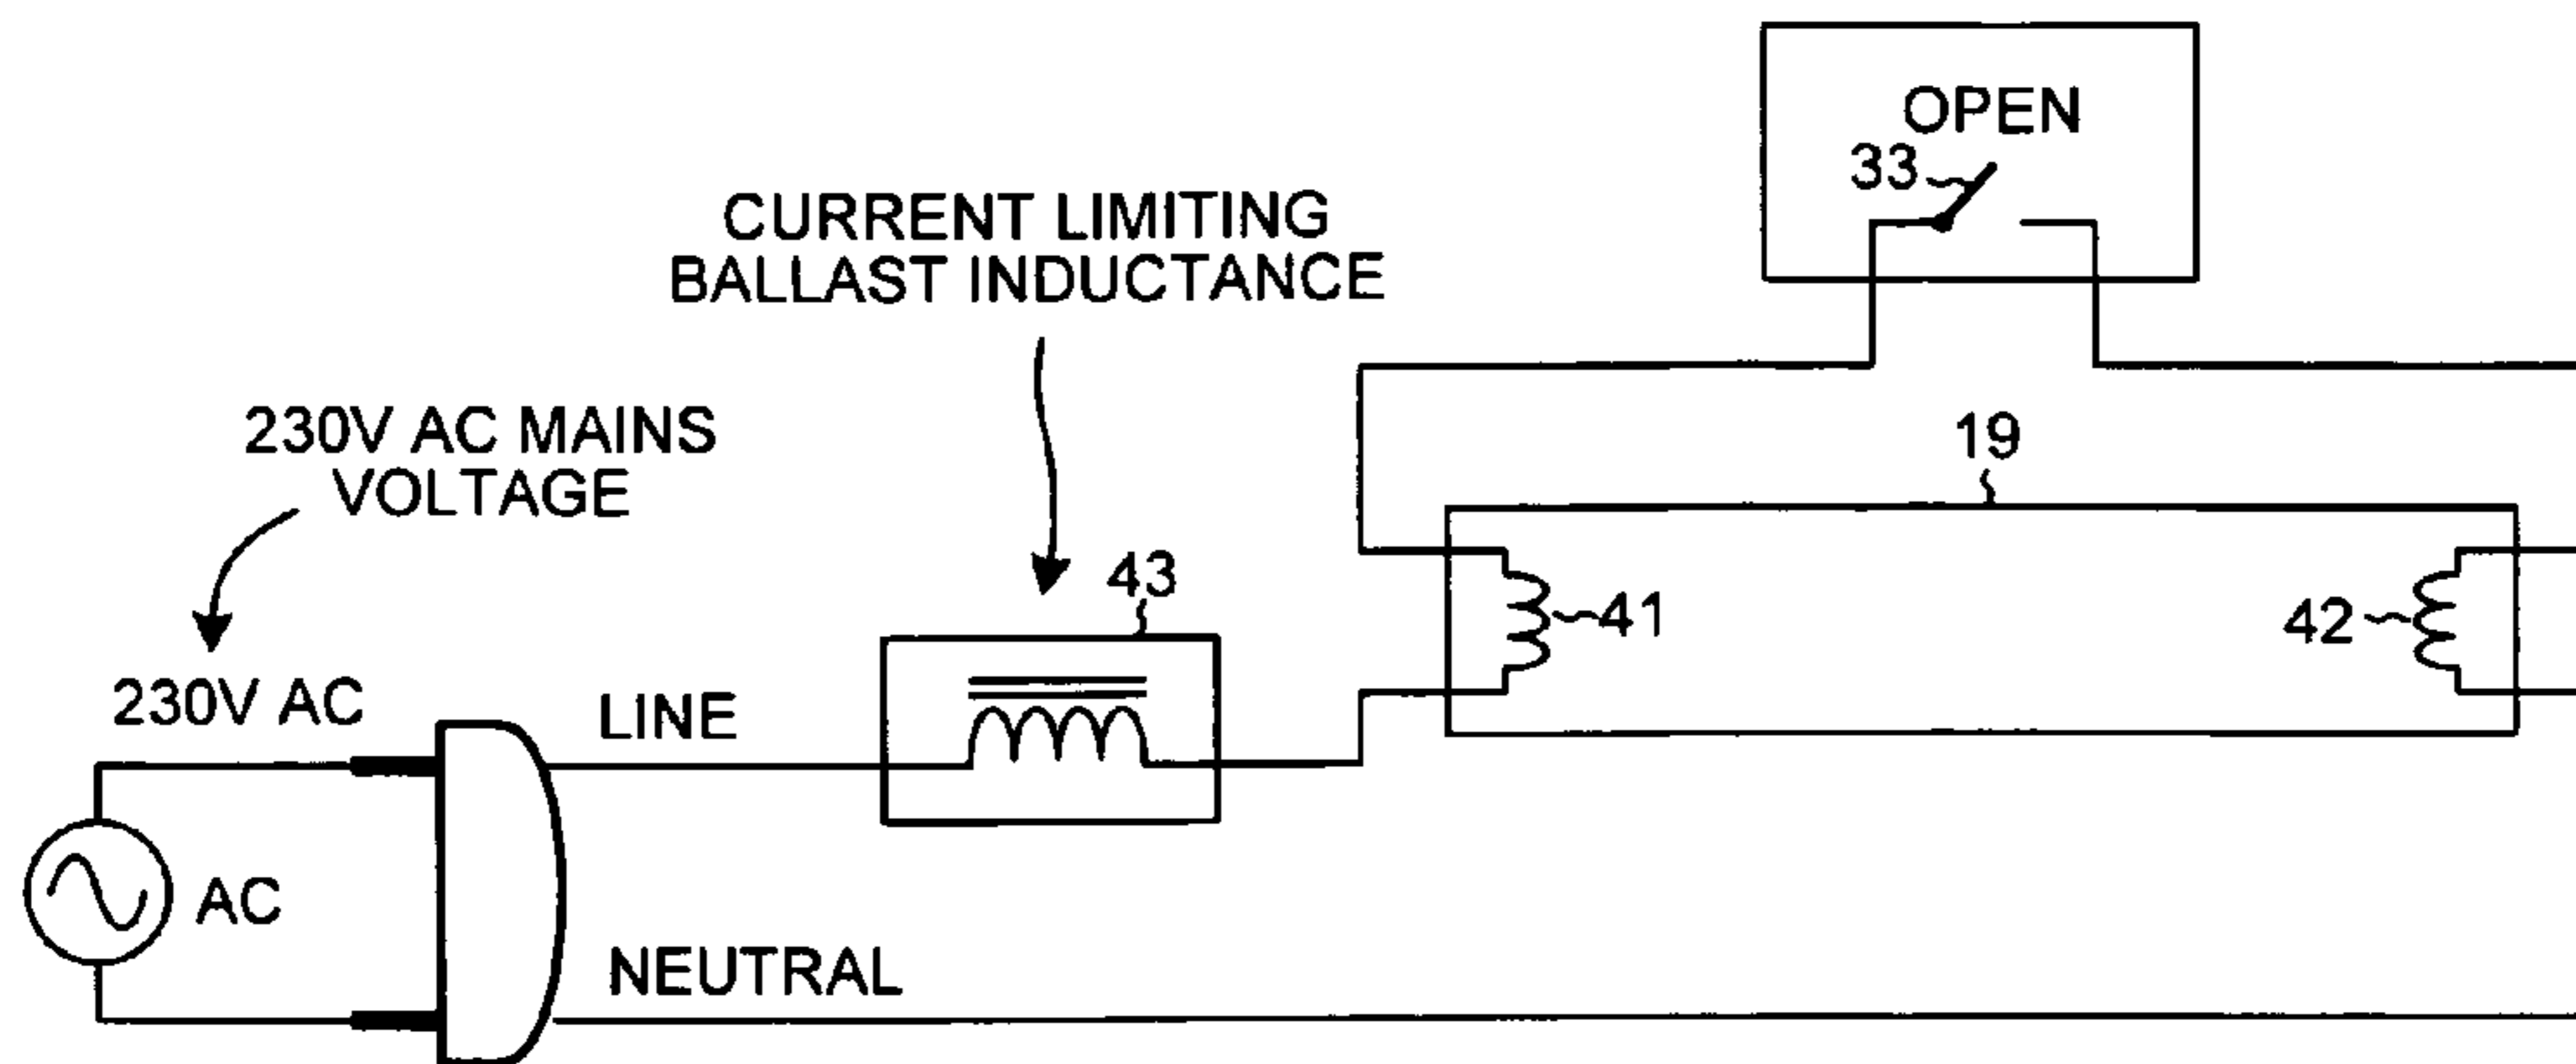 OPEN
33
CURRENT LIMITING
BALLAST INDUCTANCE
230V AC MAINS
VOLTAGE
19
43
41
42
230V AC
LINE
AC
NEUTRAL